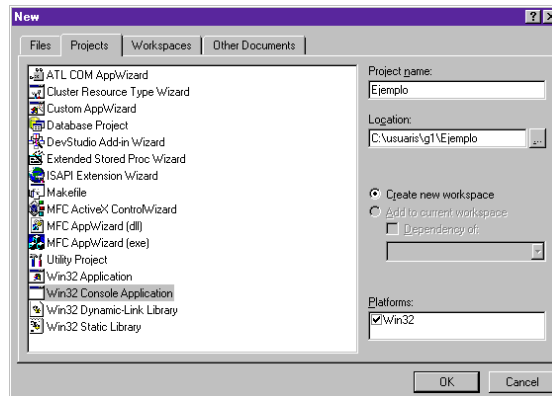 New
Files Projects Workspaces Other Documents
ATL COM AppWizard
Cluster Resource Type Wizard
Custom AppWizard
Database Project
DevStudio Add-in Wizard
Extended Stored Proc Wizard
ISAPI Extension Wizard
Makefile
MFC ActiveX ControlWizard
MFC AppWizard (dll)
MFC AppWizard (exe)
Utility Project
Win32 Application
Win32 Console Application
Win32 Dynamic-Link Library
Win32 Static Library
Project name:
Ejemplo
Location:
C:\usuaris\g1\Ejemplo
...
Create new workspace
Add to current workspace
Dependency of:
Platforms:
Win32
OK Cancel